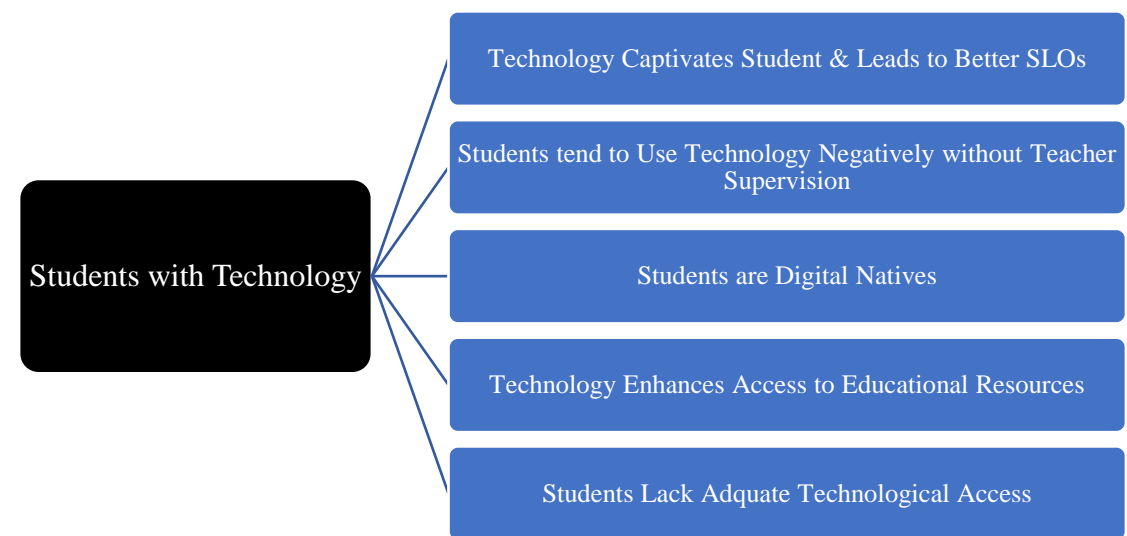 Technology Captivates Student & Leads to Better SLOs
Students tend to Use Technology Negatively without Teacher
Supervision
Students with Technology
Students are Digital Natives
Technology Enhances Access to Educational Resources
Students Lack Adquate Technological Access